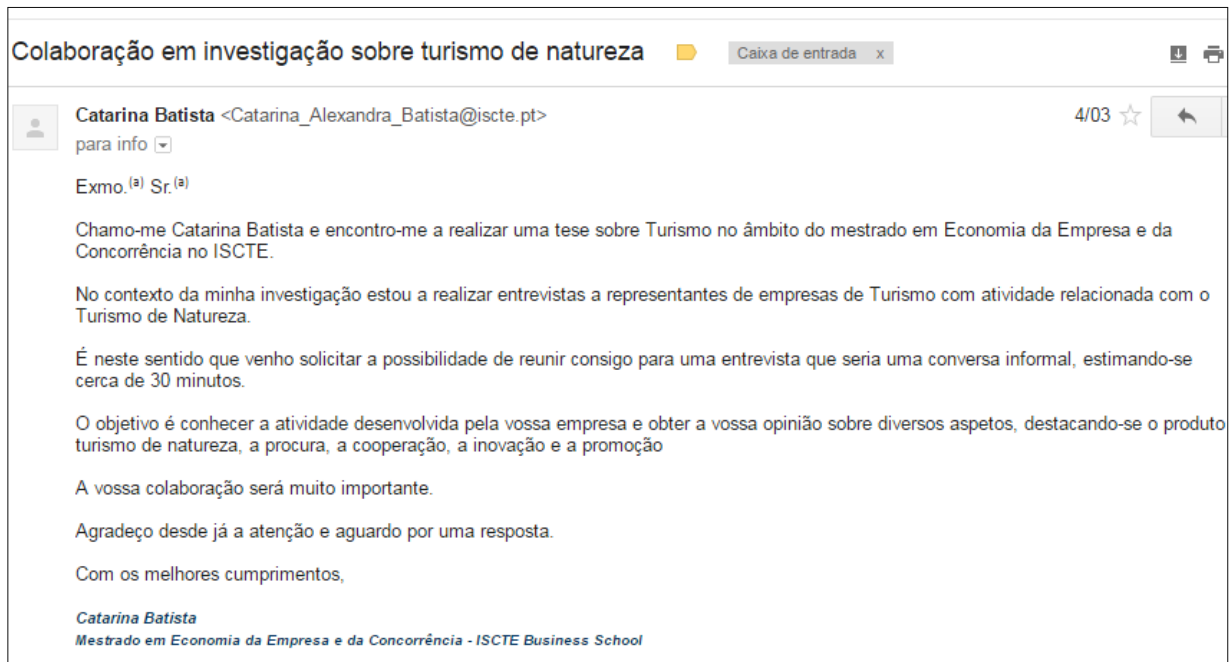 Colaboração em investigação sobre turismo de natureza Caixa de entrada x
Catarina Batista <Catarina_Alexandra_Batista@iscte.pt> 4/03
para info
Exmo.(a) Sr.(a)
Chamo-me Catarina Batista e encontro-me a realizar uma tese sobre Turismo no âmbito do mestrado em Economia da Empresa e da
Concorrência no ISCTE.
No contexto da minha investigação estou a realizar entrevistas a representantes de empresas de Turismo com atividade relacionada com o
Turismo de Natureza.
É neste sentido que venho solicitar a possibilidade de reunir consigo para uma entrevista que seria uma conversa informal, estimando-se
cerca de 30 minutos.
O objetivo é conhecer a atividade desenvolvida pela vossa empresa e obter a vossa opinião sobre diversos aspetos, destacando-se o produto
turismo de natureza, a procura, a cooperação, a inovação e a promoção
A vossa colaboração será muito importante.
Agradeço desde já a atenção e aguardo por uma resposta.
Com os melhores cumprimentos,
Catarina Batista
Mestrado em Economia da Empresa e da Concorrência - ISCTE Business School